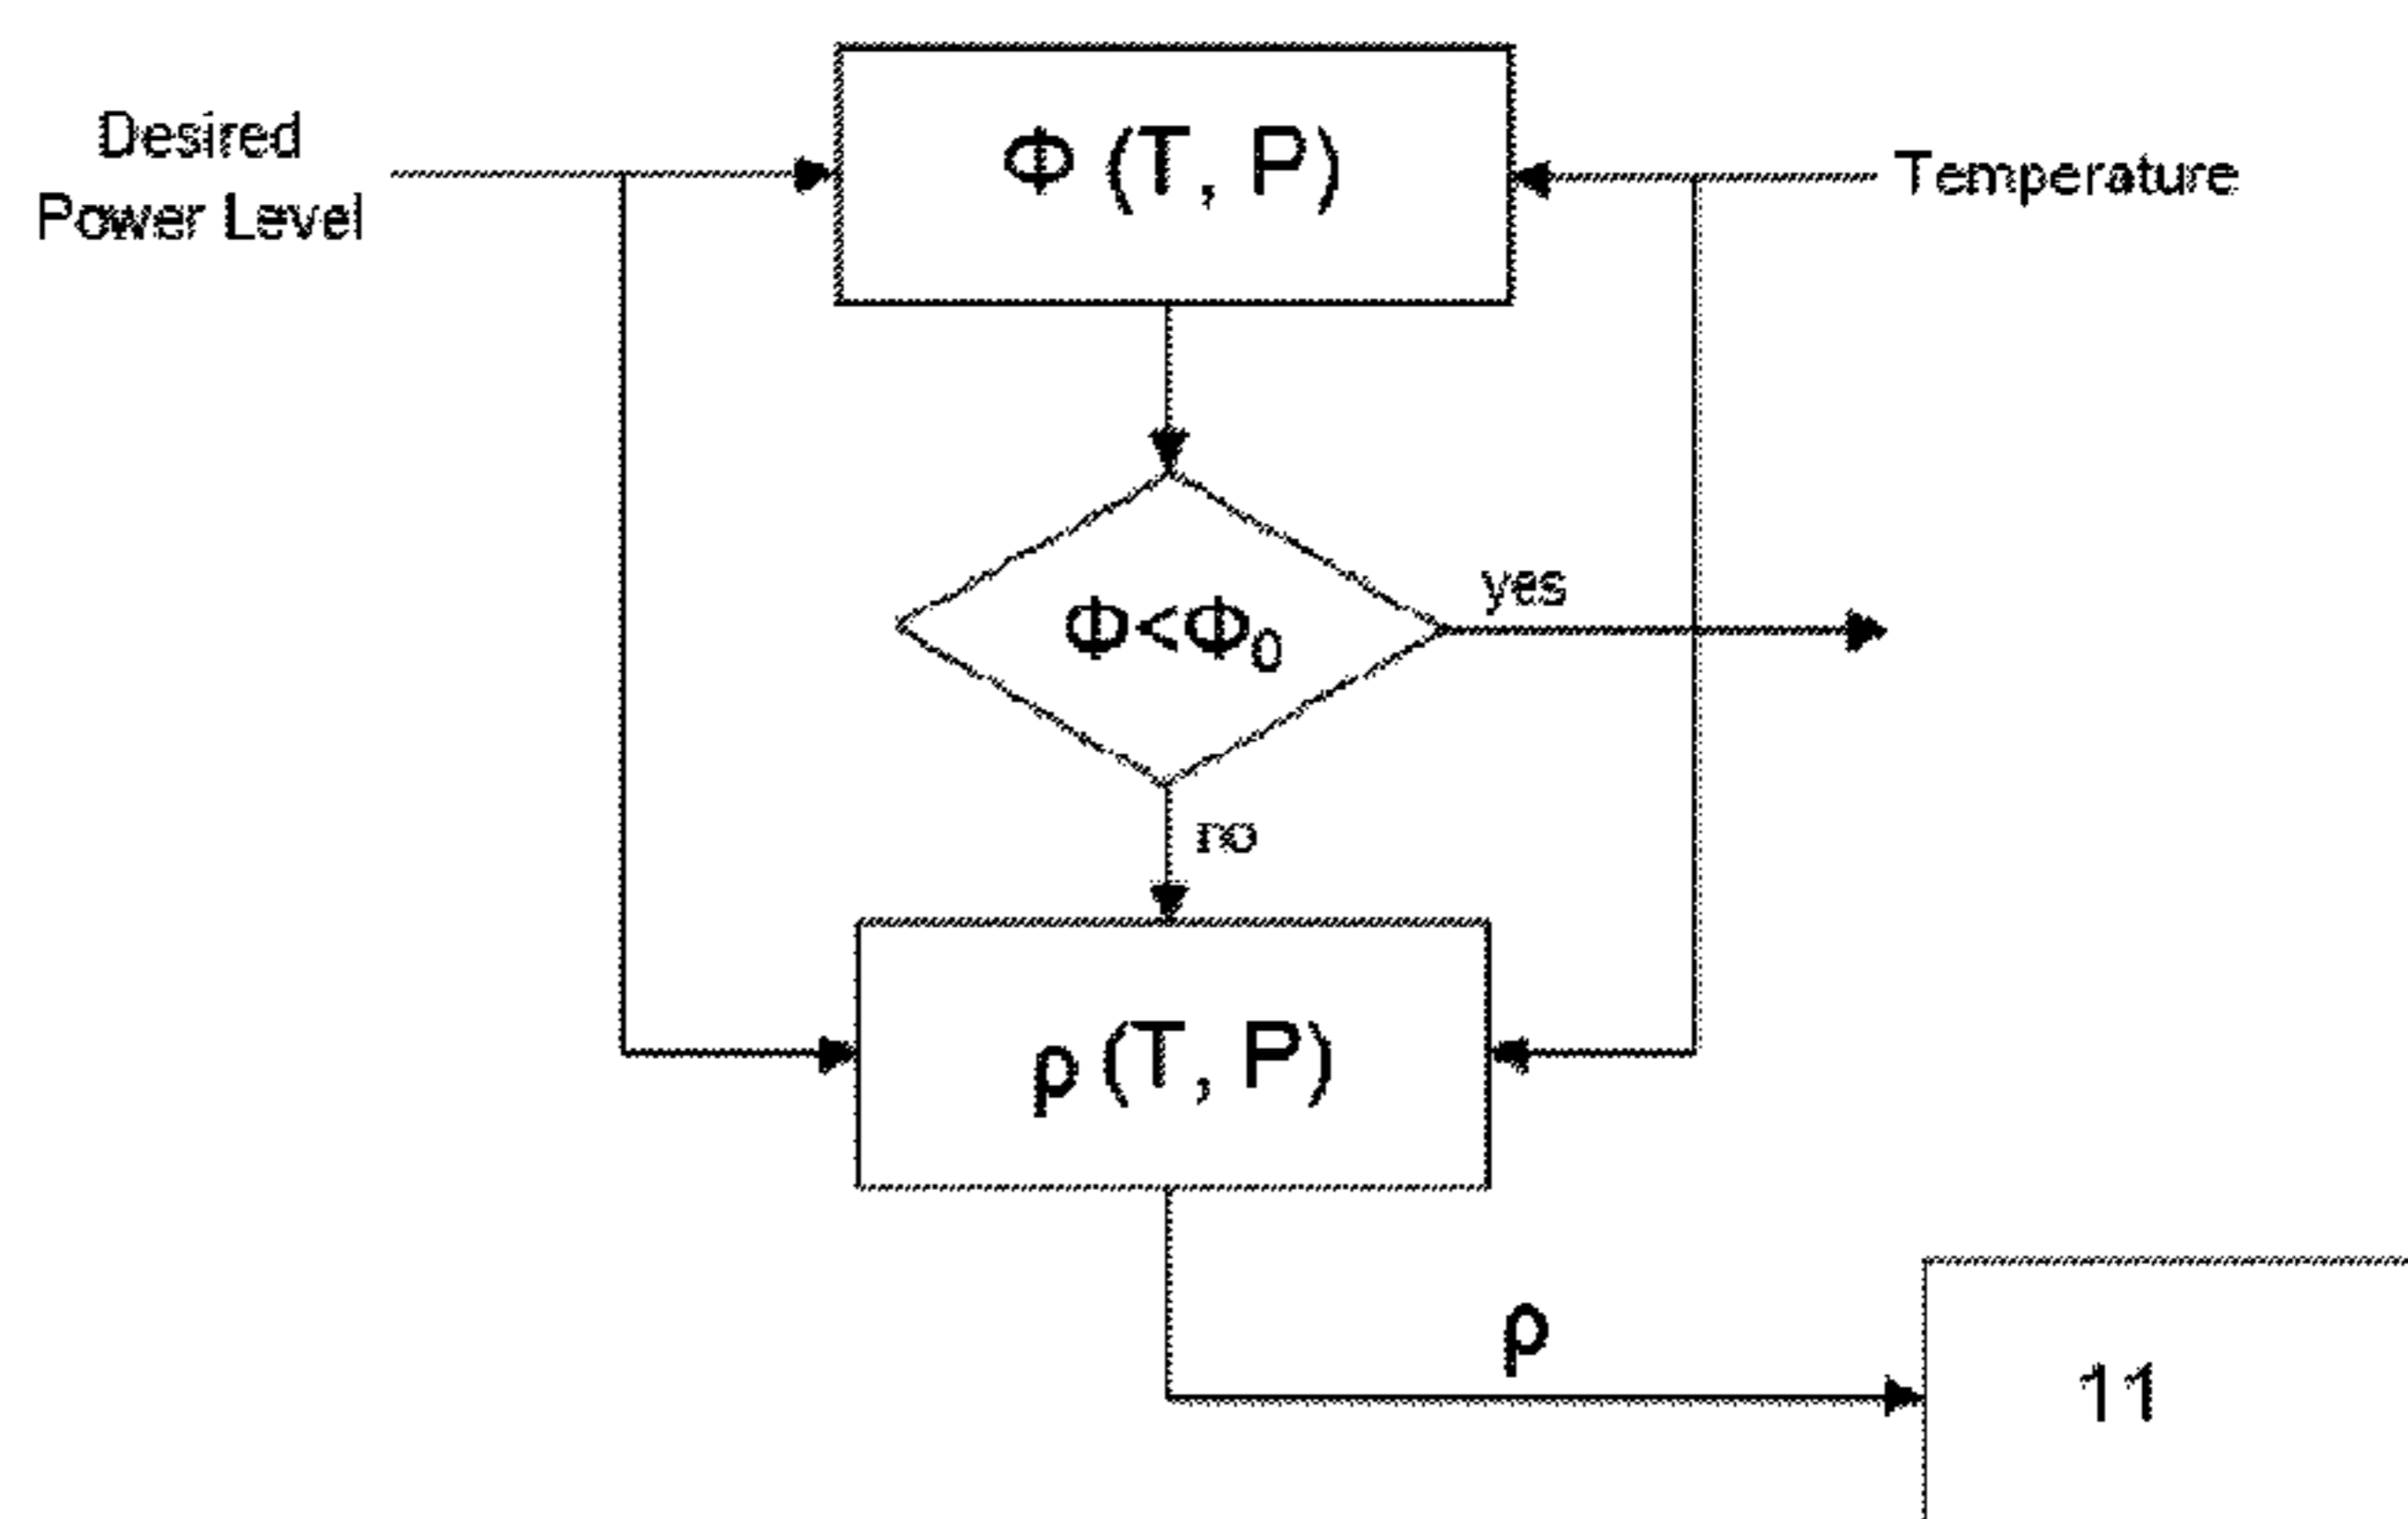 Desired
Power Level
Φ (T, P)
Temperature
Φ<Φ₀
yes
no
ρ (T, P)
ρ
11